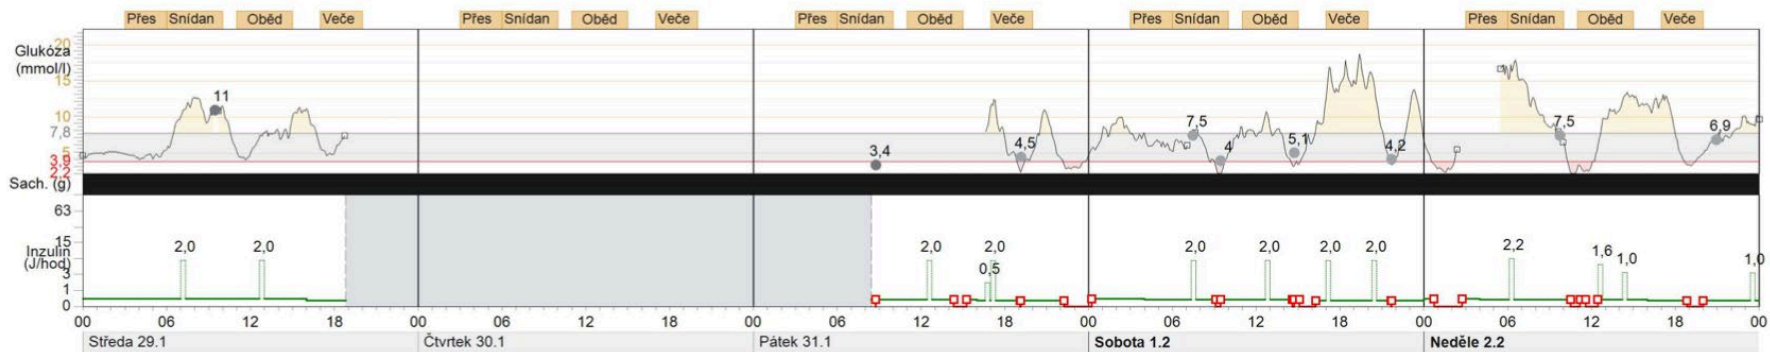 Přes Snídan Oběd Veče Přes Snídan Oběd Veče Přes Snídan Oběd Veče Přes Snídan Oběd Veče Přes Snídan Oběd Veče
Glukóza
(mmol/l)
20
15
10
7,8
5
3,9
2,2
11
3,4
4,5
7,5
4
5,1
4,2
7,5
6,9
Sach. (g)
63
15
Inzulin
(J/hod)
3
1
0
2,0 2,0 2,0 0,5 2,0 2,0 2,0 2,0 2,0 2,2 1,6 1,0 1,0
00 06 12 18 00 06 12 18 00 06 12 18 00 06 12 18 00 06 12 18 00
Středa 29.1 Čtvrtek 30.1 Pátek 31.1 Sobota 1.2 Neděle 2.2